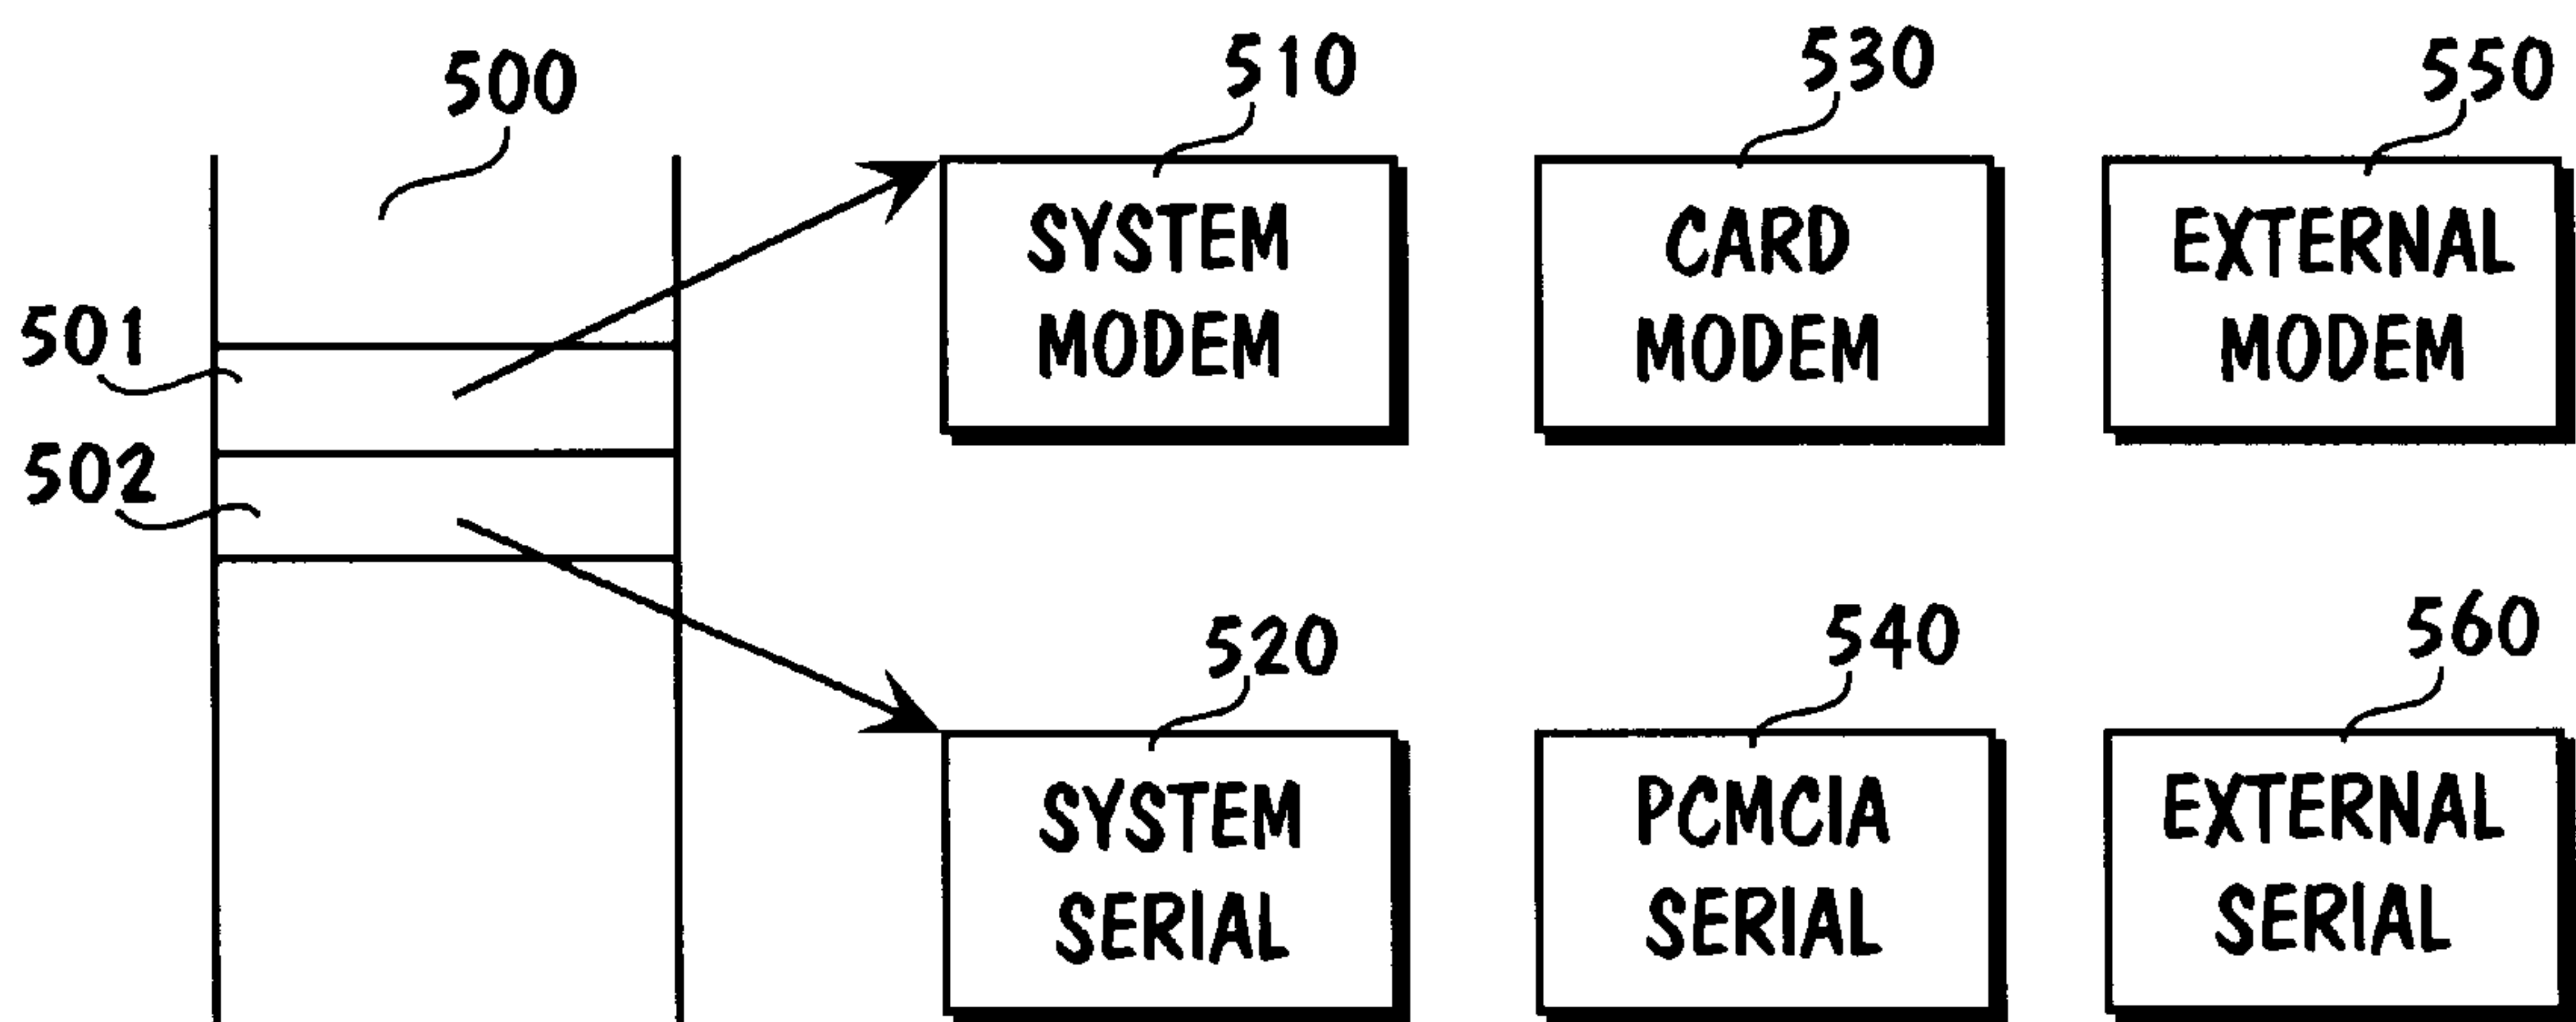 500
510
530
550
SYSTEM
MODEM
CARD
MODEM
EXTERNAL
MODEM
501
502
520
540
560
SYSTEM
SERIAL
PCMCIA
SERIAL
EXTERNAL
SERIAL